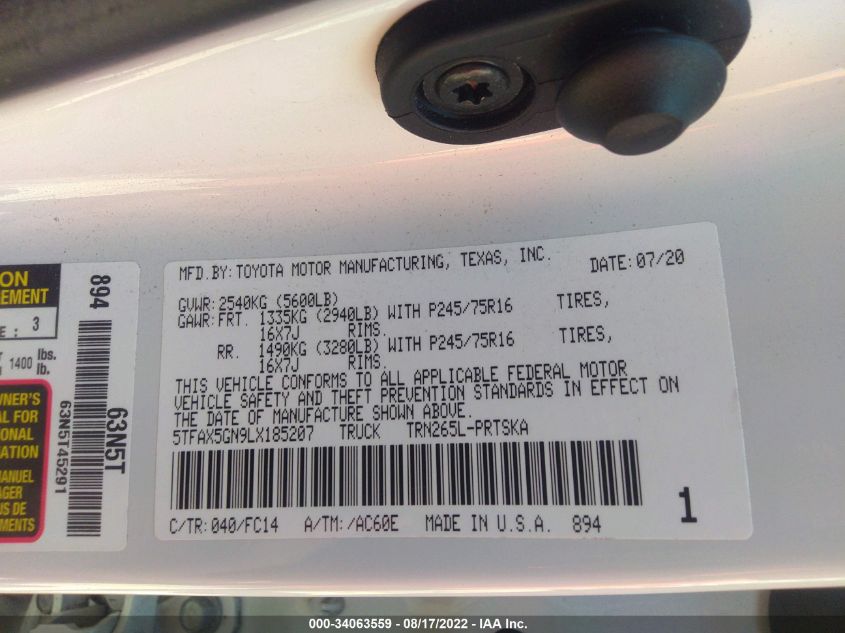 MFD.BY: TOYOTA MOTOR MANUFACTURING, TEXAS, INC. DATE: 07/20
GVWR: 2540KG (5600LB)
GAWR: FRT. 1335KG (2940LB) WITH P245/75R16 TIRES,
16X7J RIMS.
RR. 1490KG (3280LB) WITH P245/75R16 TIRES,
16X7J RIMS.
THIS VEHICLE CONFORMS TO ALL APPLICABLE FEDERAL MOTOR
VEHICLE SAFETY AND THEFT PREVENTION STANDARDS IN EFFECT ON
THE DATE OF MANUFACTURE SHOWN ABOVE.
5TFAX5GN9LX185207 TRUCK TRN265L-PRTSKA
C/TR: 040/FC14 A/TM: /AC60E MADE IN U.S.A. 894
1
894
63N5T
63N5T45291
ON
EMENT
E : 3
1400 lbs.
lb.
WNER'S
AL FOR
ONAL
ATION
MANUEL
AGER
US DE
EMENTS
000-34063559 - 08/17/2022 - IAA Inc.